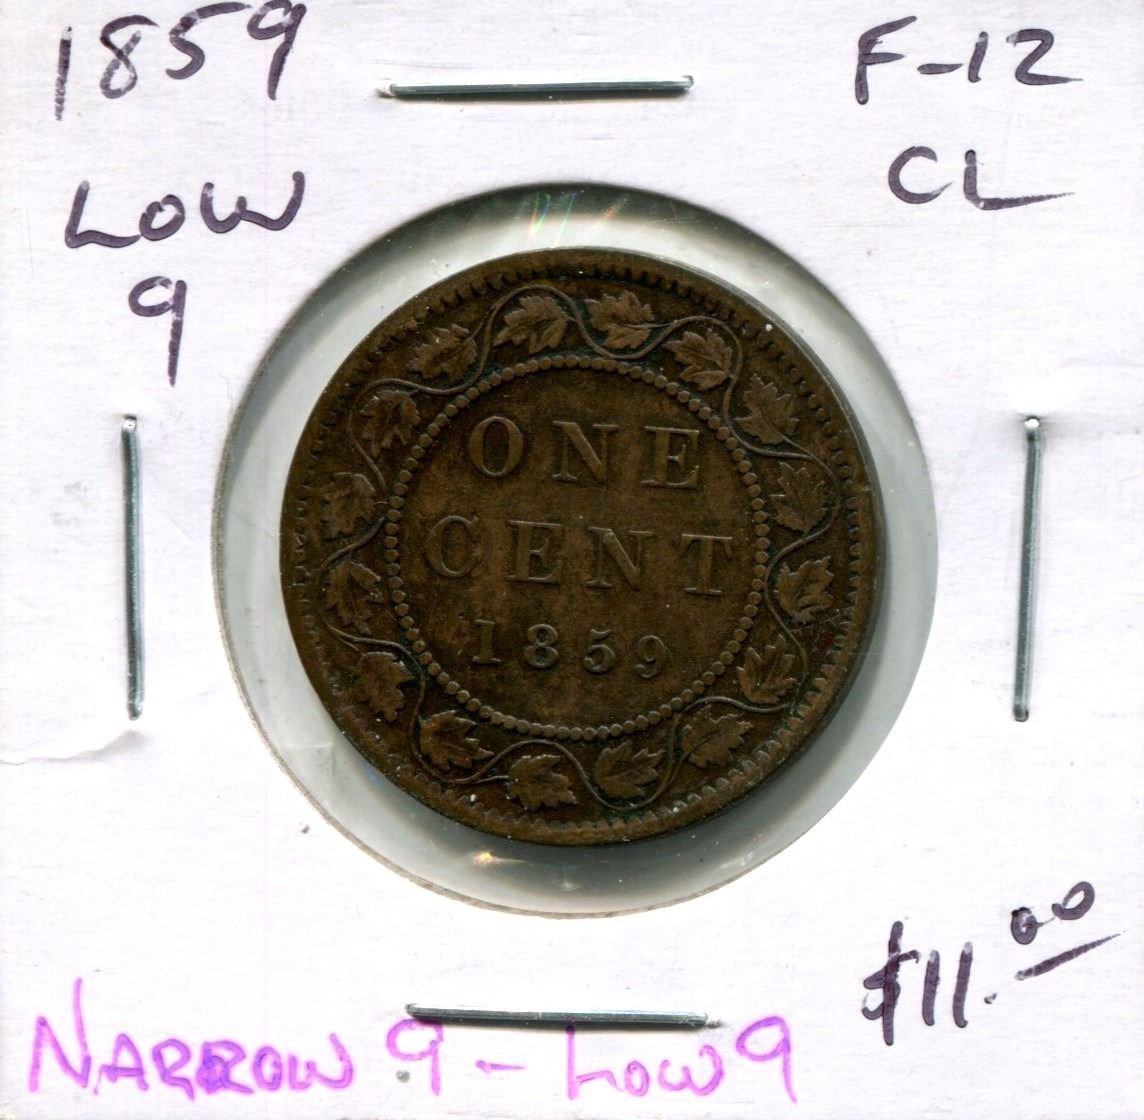 1859
LOW
9
F-12
CL
ONE
CENT
1859
$11.00
NARROW 9 - LOW 9